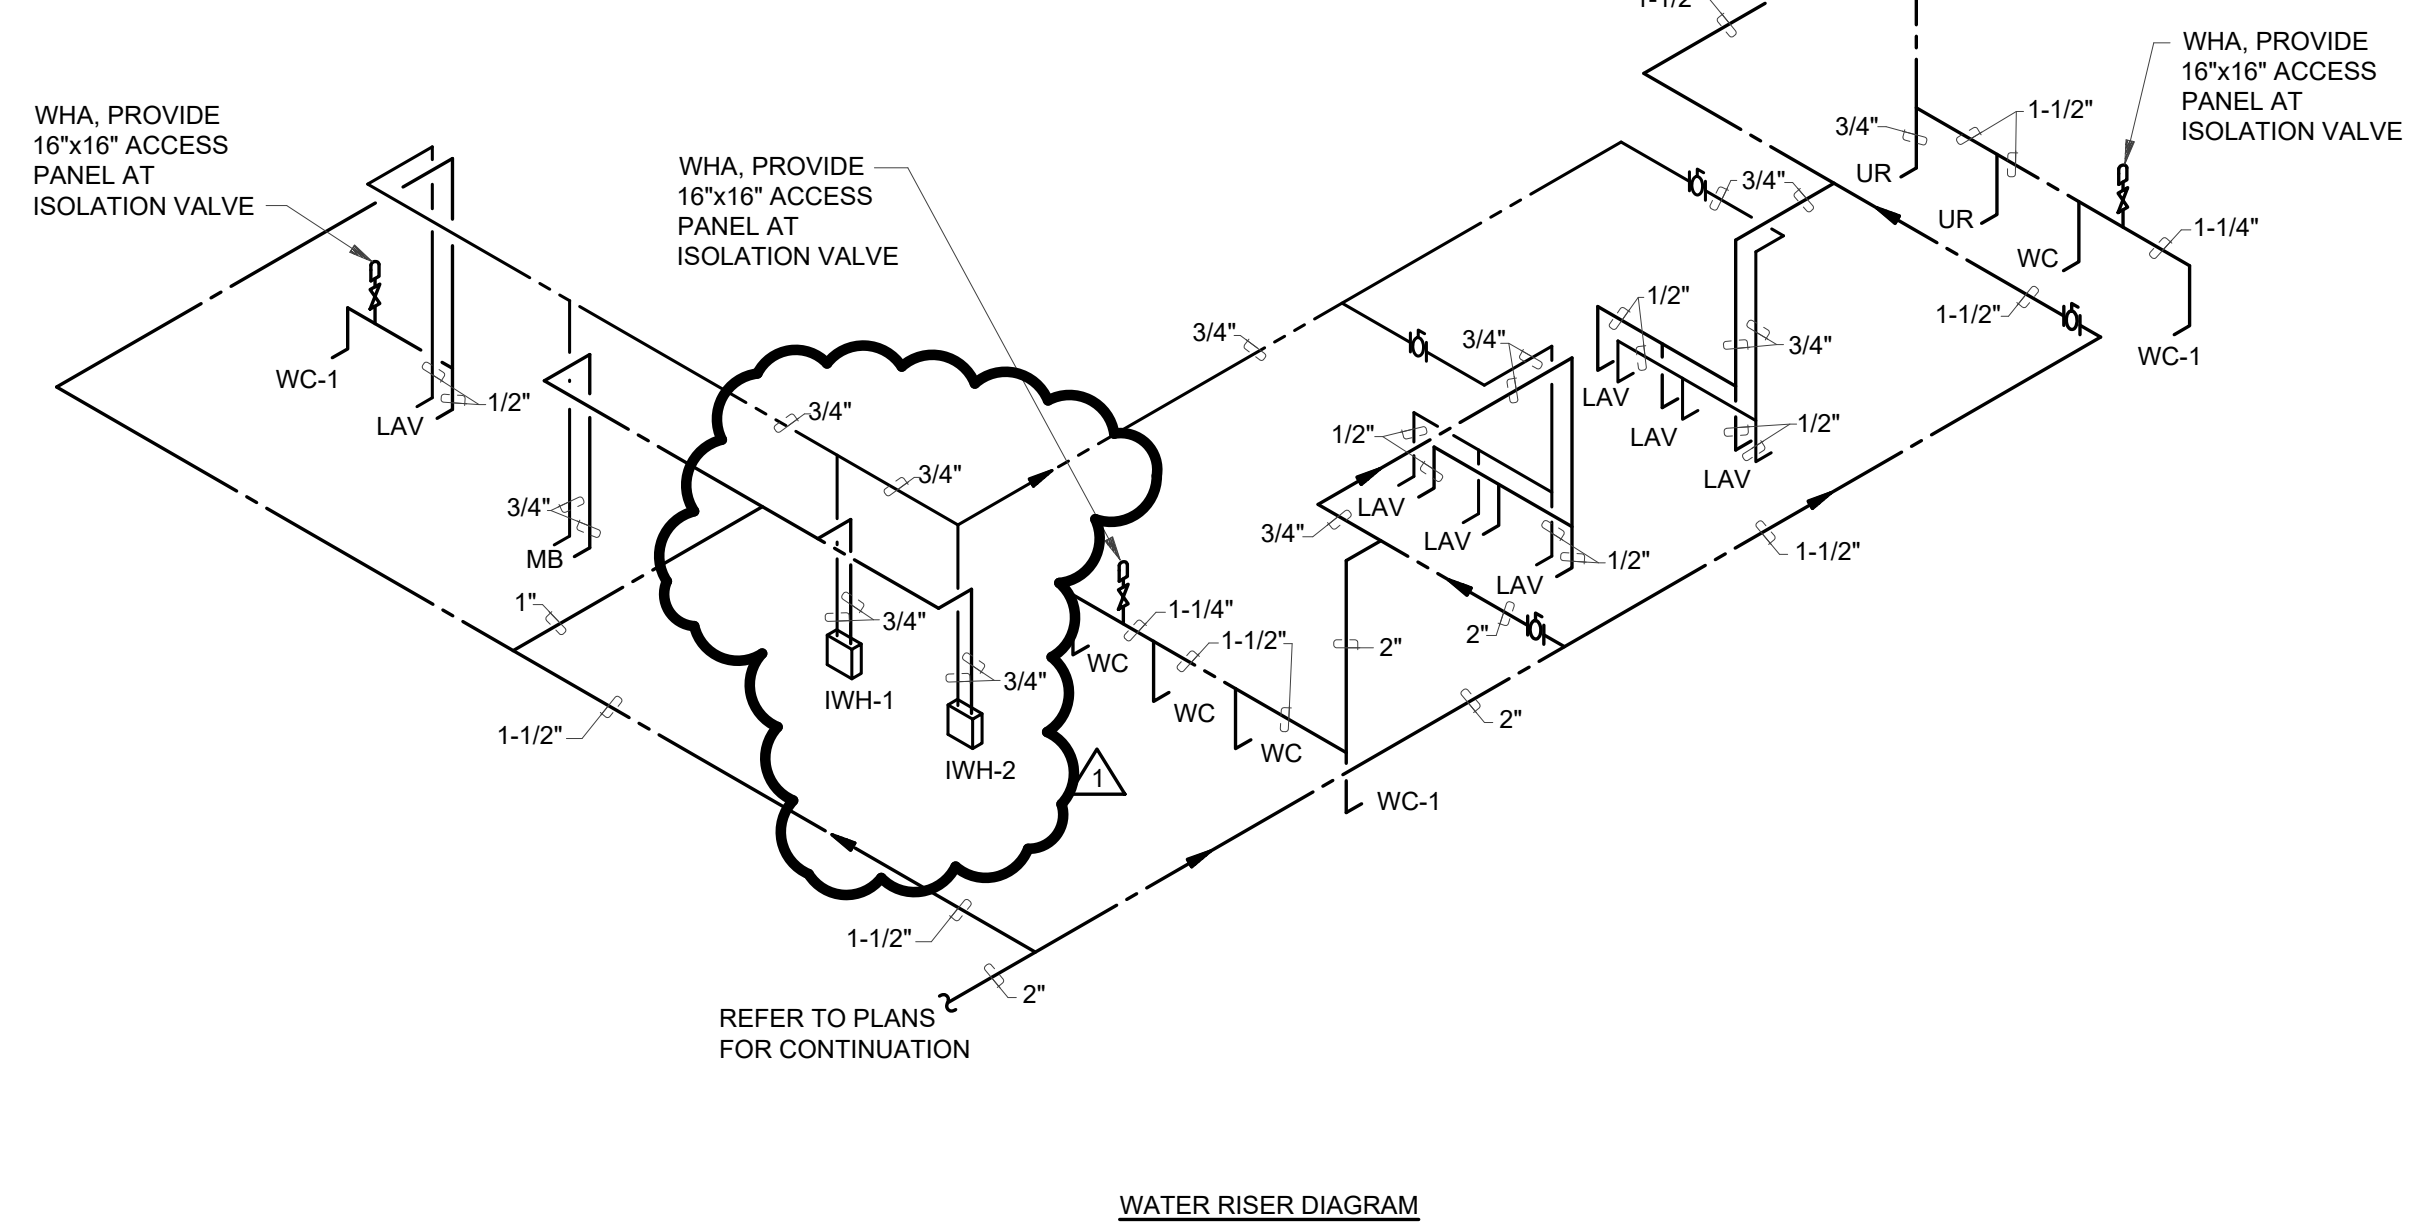 1-1/2"
WHA, PROVIDE
16"x16" ACCESS
PANEL AT
ISOLATION VALVE
WHA, PROVIDE
16"x16" ACCESS
PANEL AT
ISOLATION VALVE
WHA, PROVIDE
16"x16" ACCESS
PANEL AT
ISOLATION VALVE
3/4"
1-1/2"
UR
3/4"
UR
1-1/4"
WC
1-1/2"
WC-1
1/2"
3/4"
3/4"
3/4"
LAV
LAV
1/2"
LAV
WC-1
1/2"
LAV
3/4"
3/4"
1/2"
LAV
LAV
1/2"
LAV
3/4"
3/4"
MB
1"
3/4"
IWH-1
3/4"
IWH-2
1
1-1/4"
1-1/2"
WC
WC
WC
2"
2"
1-1/2"
2"
WC-1
1-1/2"
1-1/2"
2"
REFER TO PLANS
FOR CONTINUATION
WATER RISER DIAGRAM